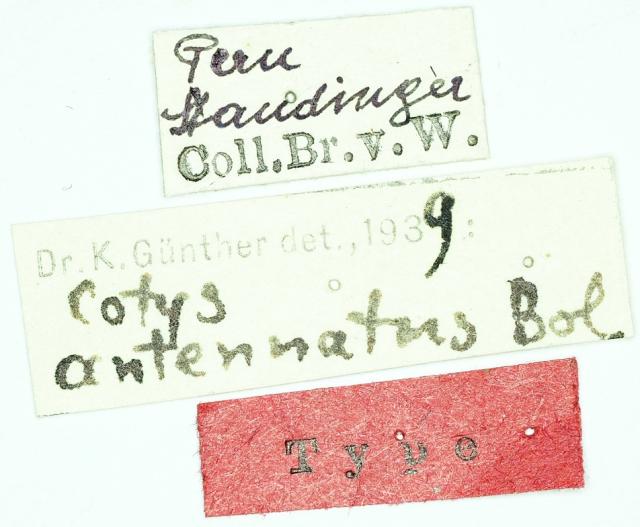 Peru
Staudinger
Coll.Br.v.W.
Dr.K.Günther det., 1939:
Cotys
antennatus Bol
Type